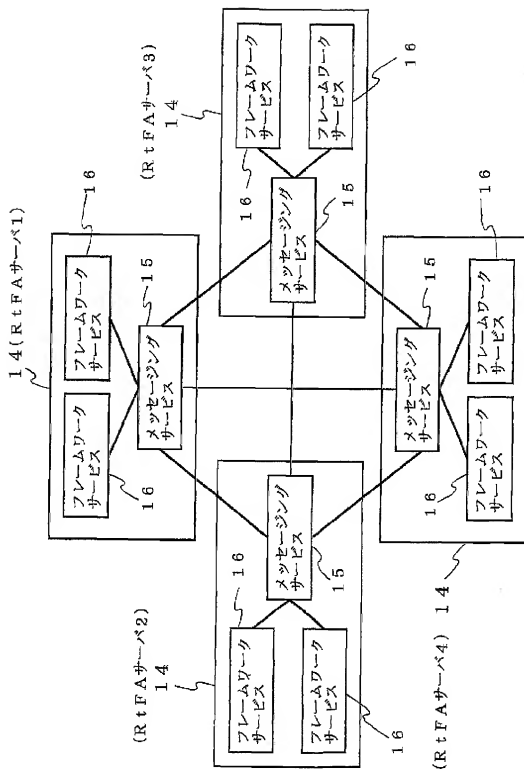 14(RtFAサーバ1)
フレームワーク
サービス
16
フレームワーク
サービス
16
メッセージング
サービス
15
(RtFAサーバ2)
14
フレームワーク
サービス
16
フレームワーク
サービス
16
メッセージング
サービス
15
(RtFAサーバ3)
14
メッセージング
サービス
15
フレームワーク
サービス
16
フレームワーク
サービス
16
(RtFAサーバ4)
14
メッセージング
サービス
15
フレームワーク
サービス
16
フレームワーク
サービス
16